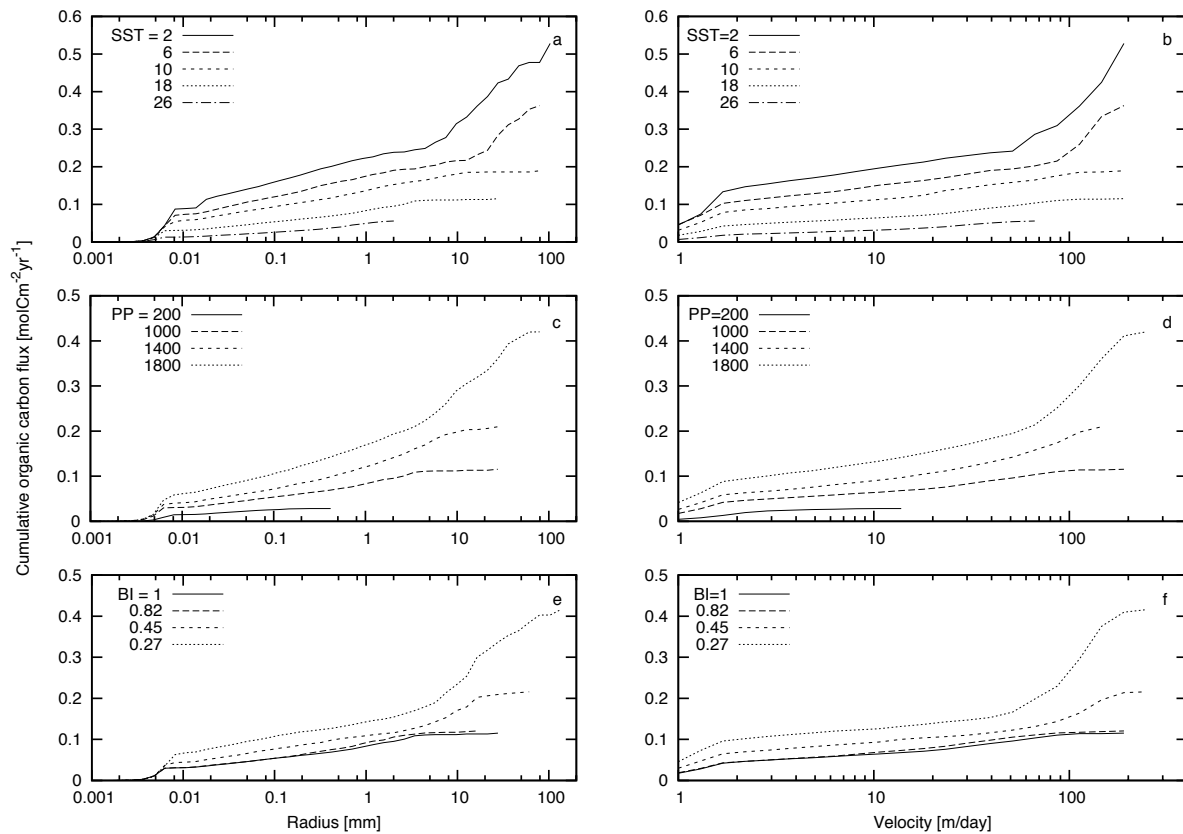 Cumulative organic carbon flux [molCm⁻²yr⁻¹]
0.6
0.5
0.4
0.3
0.2
0.1
0
SST = 2
6
10
18
26
a
0.001 0.01 0.1 1 10 100
0.6
0.5
0.4
0.3
0.2
0.1
0
SST=2
6
10
18
26
b
1 10 100
0.5
0.4
0.3
0.2
0.1
0
PP = 200
1000
1400
1800
c
0.001 0.01 0.1 1 10 100
0.5
0.4
0.3
0.2
0.1
0
PP=200
1000
1400
1800
d
1 10 100
0.5
0.4
0.3
0.2
0.1
0
BI = 1
0.82
0.45
0.27
e
0.001 0.01 0.1 1 10 100
Radius [mm]
0.5
0.4
0.3
0.2
0.1
0
BI=1
0.82
0.45
0.27
f
1 10 100
Velocity [m/day]